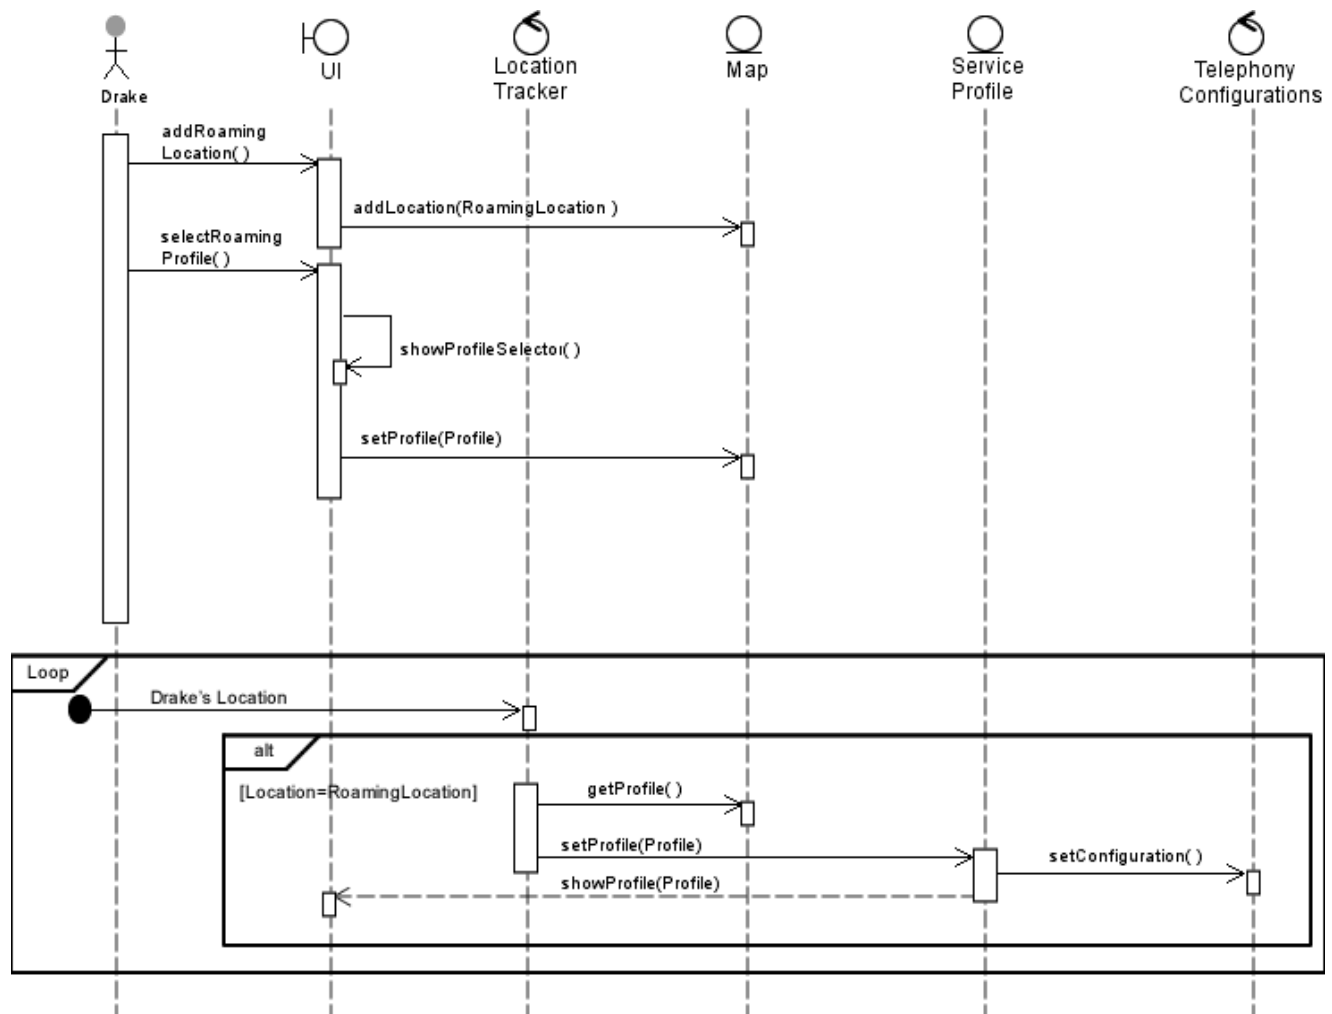 Drake
UI
Location
Tracker
Map
Service
Profile
Telephony
Configurations
addRoaming
Location( )
addLocation(RoamingLocation )
selectRoaming
Profile( )
showProfileSelector( )
setProfile(Profile)
Loop
Drake's Location
alt
[Location=RoamingLocation]
getProfile( )
setProfile(Profile)
setConfiguration( )
showProfile(Profile)